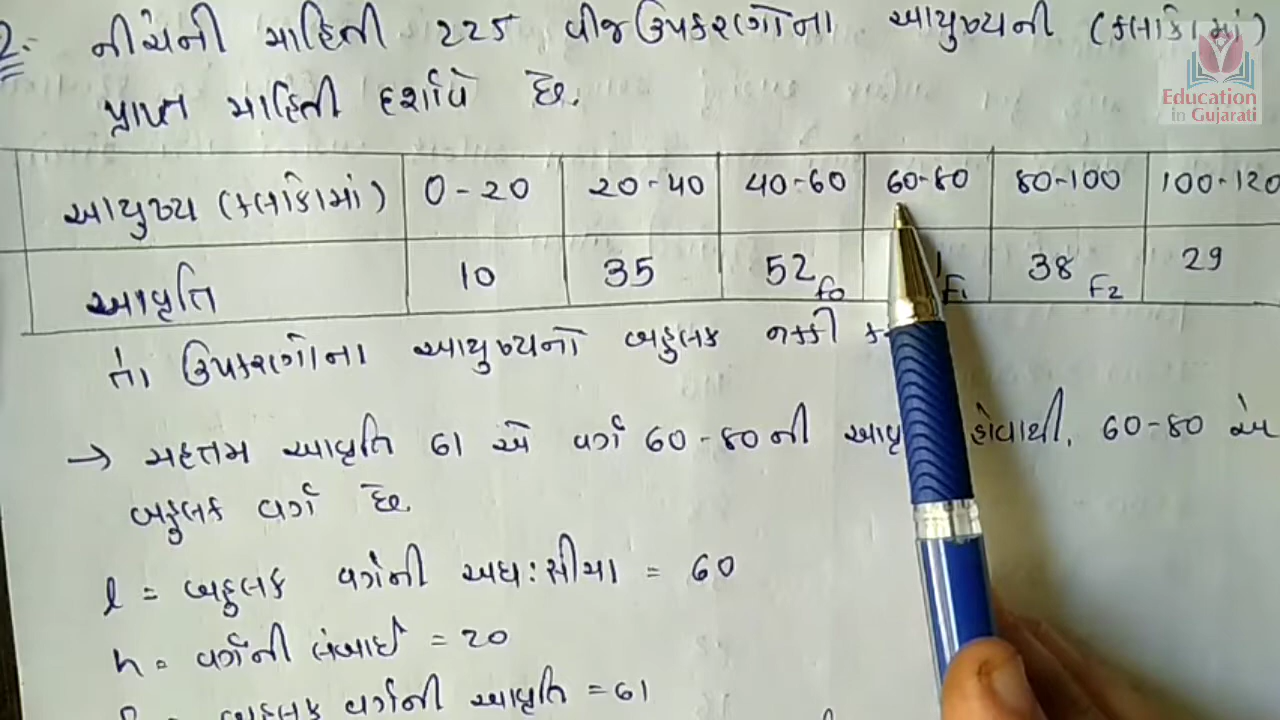 2:- નીચેની માહિતી 225 વીજ ઉપકરણોના આયુષ્યની (કલાકોમાં)
Education
in Gujarati
પ્રાપ્ત માહિતી દર્શાવે છે.
આયુષ્ય (કલાકોમાં) 0-20 20-40 40-60 60-80 80-100 100-120
આવૃતિ 10 35 52 f0 f1 38 f2 29
તો ઉપકરણોના આયુષ્યનો બહુલક નક્કી
→ મહત્તમ આવૃતિ 61 એ વર્ગ 60-80 ની હોવાથી, 60-80 એ
બહુલક વર્ગ છે.
l = બહુલક વર્ગની અધ:સીમા = 60
h = વર્ગની લંબાઈ = 20
= બહુલક વર્ગની આવૃતિ = 61